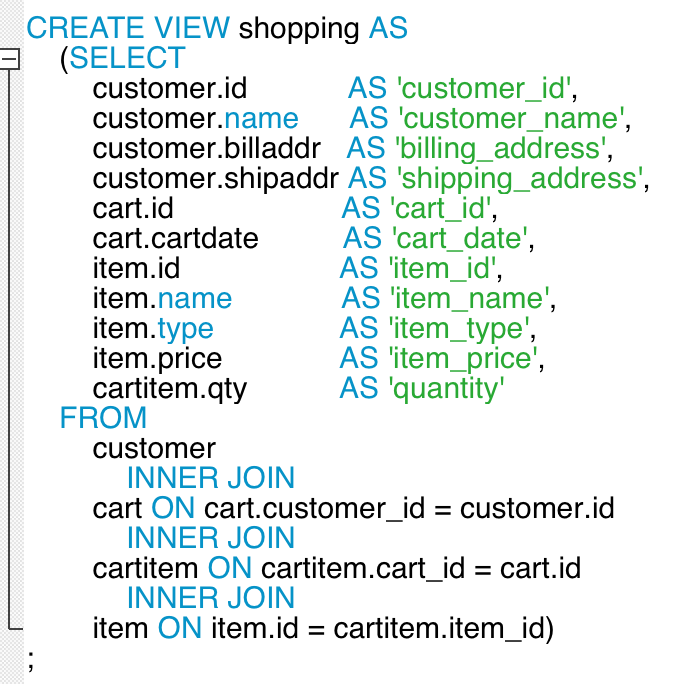 CREATE VIEW shopping AS
(SELECT
customer.id AS 'customer_id',
customer.name AS 'customer_name',
customer.billaddr AS 'billing_address',
customer.shipaddr AS 'shipping_address',
cart.id AS 'cart_id',
cart.cartdate AS 'cart_date',
item.id AS 'item_id',
item.name AS 'item_name',
item.type AS 'item_type',
item.price AS 'item_price',
cartitem.qty AS 'quantity'
FROM
customer
INNER JOIN
cart ON cart.customer_id = customer.id
INNER JOIN
cartitem ON cartitem.cart_id = cart.id
INNER JOIN
item ON item.id = cartitem.item_id)
;